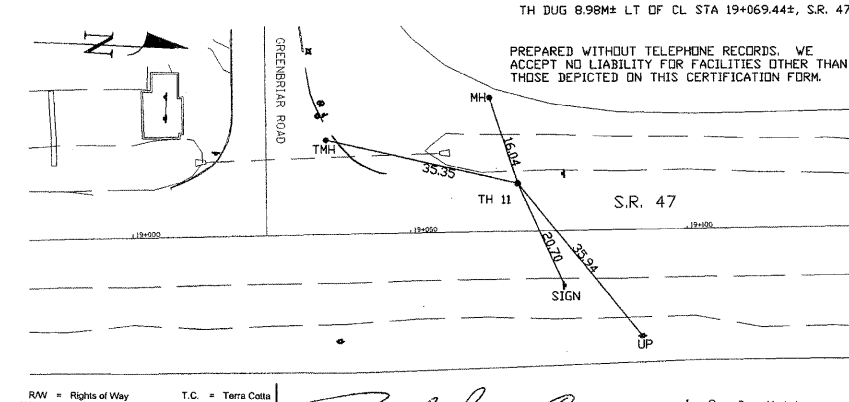 TH DUG 8.98M± LT OF CL STA 19+069.44±, S.R. 47
PREPARED WITHOUT TELEPHONE RECORDS. WE
ACCEPT NO LIABILITY FOR FACILITIES OTHER THAN
THOSE DEPICTED ON THIS CERTIFICATION FORM.
N
GREENBRIAR ROAD
MH
16.04
TMH
35.35
TH 11
S.R. 47
19+000
19+050
19+100
20.70
35.94
SIGN
UP
R/W = Rights of Way
T.C. = Terra Cotta